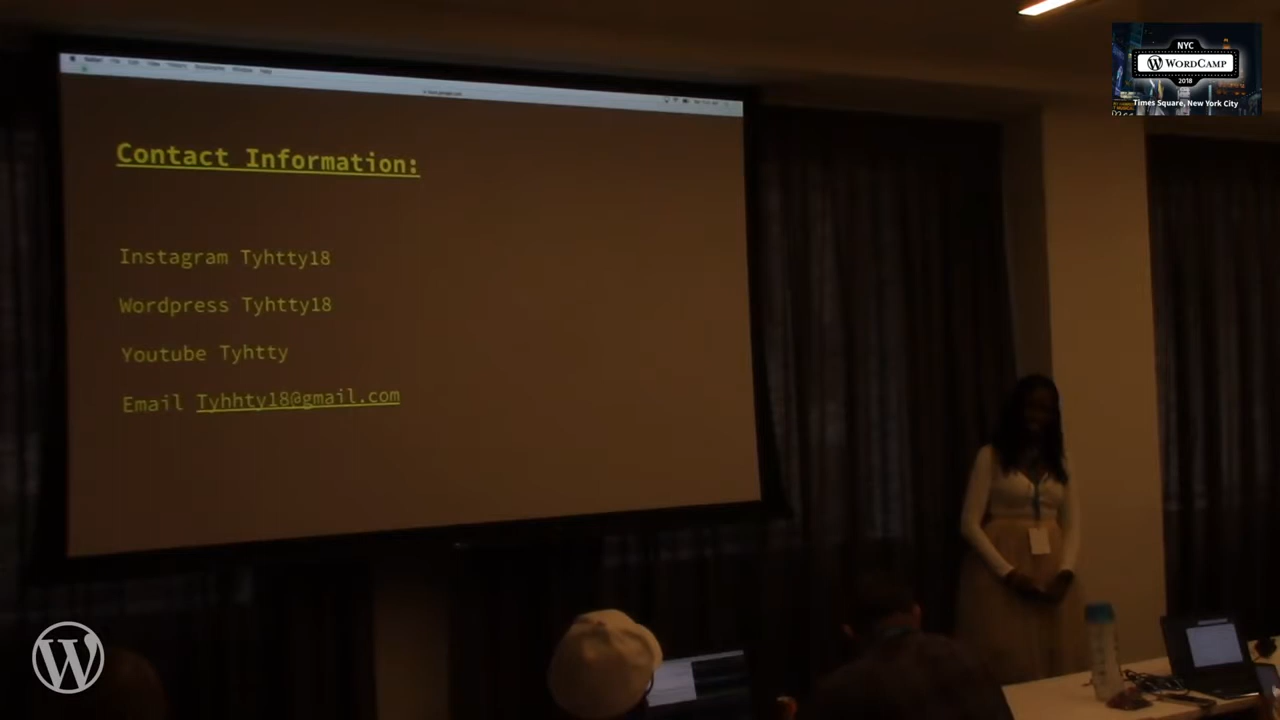 NYC
WORDCAMP
2018
Times Square, New York City
Contact Information:
Instagram Tyhtty18
Wordpress Tyhtty18
Youtube Tyhtty
Email Tyhhty18@gmail.com